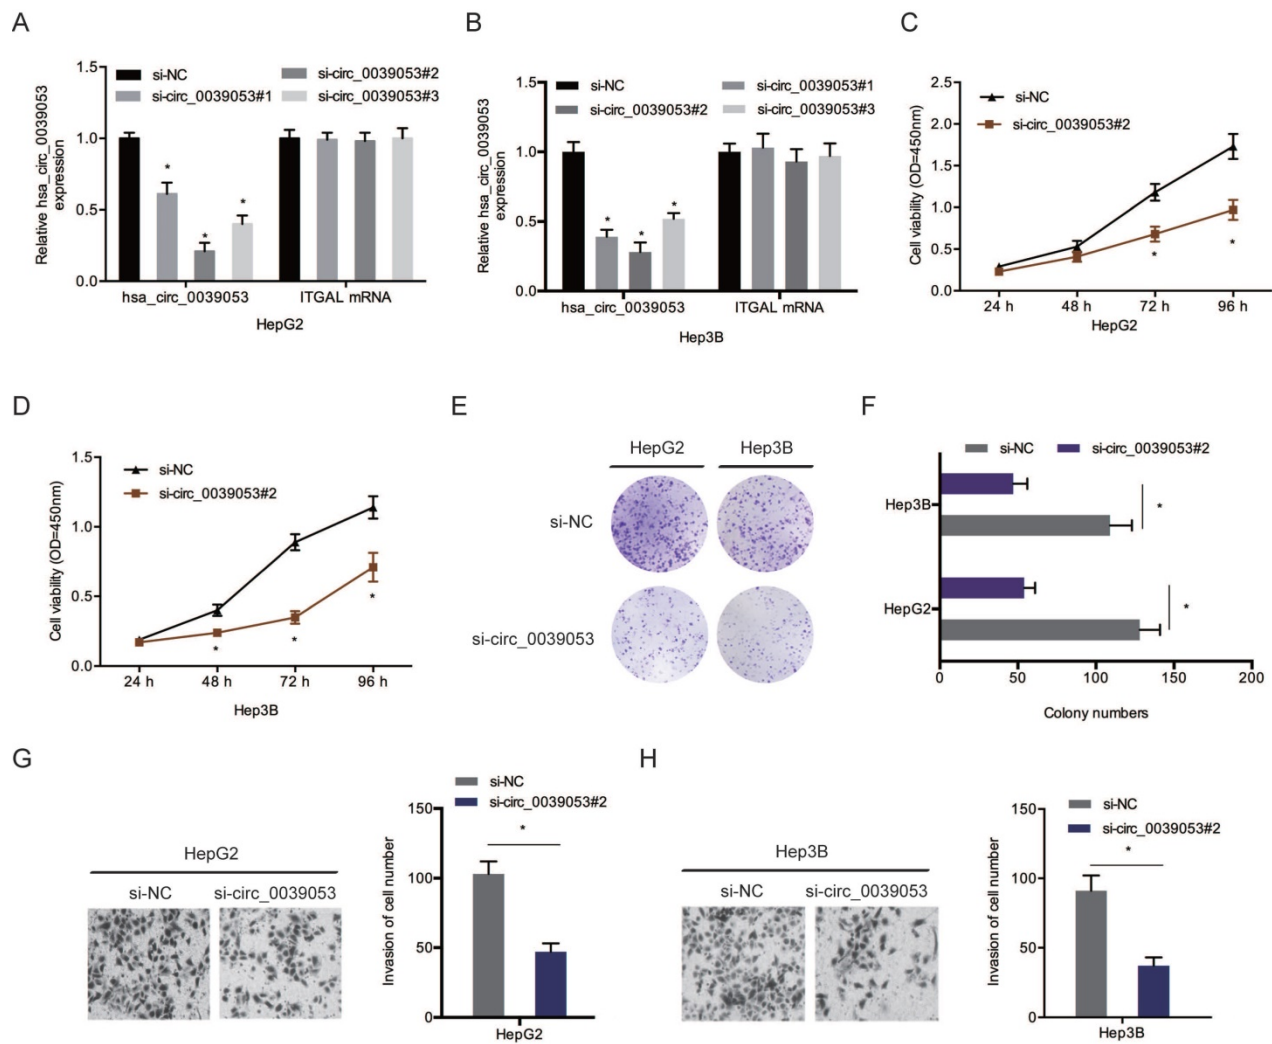 A
Relative hsa_circ_0039053
expression
1.5
1.0
0.5
0.0
si-NC
si-circ_0039053#1
si-circ_0039053#2
si-circ_0039053#3
*
*
*
hsa_circ_0039053
ITGAL mRNA
HepG2
B
Relative hsa_circ_0039053
expression
1.5
1.0
0.5
0.0
si-NC
si-circ_0039053#2
si-circ_0039053#1
si-circ_0039053#3
*
*
*
hsa_circ_0039053
ITGAL mRNA
Hep3B
C
Cell viability (OD=450nm)
2.5
2.0
1.5
1.0
0.5
0.0
si-NC
si-circ_0039053#2
*
*
24 h
48 h
72 h
96 h
HepG2
D
Cell viability (OD=450nm)
1.5
1.0
0.5
0.0
si-NC
si-circ_0039053#2
*
*
*
24 h
48 h
72 h
96 h
Hep3B
E
HepG2
Hep3B
si-NC
si-circ_0039053
F
si-NC
si-circ_0039053#2
Hep3B
*
HepG2
*
0
50
100
150
200
Colony numbers
G
HepG2
si-NC
si-circ_0039053
si-NC
si-circ_0039053#2
Invasion of cell number
150
100
50
0
*
HepG2
H
Hep3B
si-NC
si-circ_0039053
Invasion of cell number
150
100
50
0
si-NC
si-circ_0039053#2
*
Hep3B